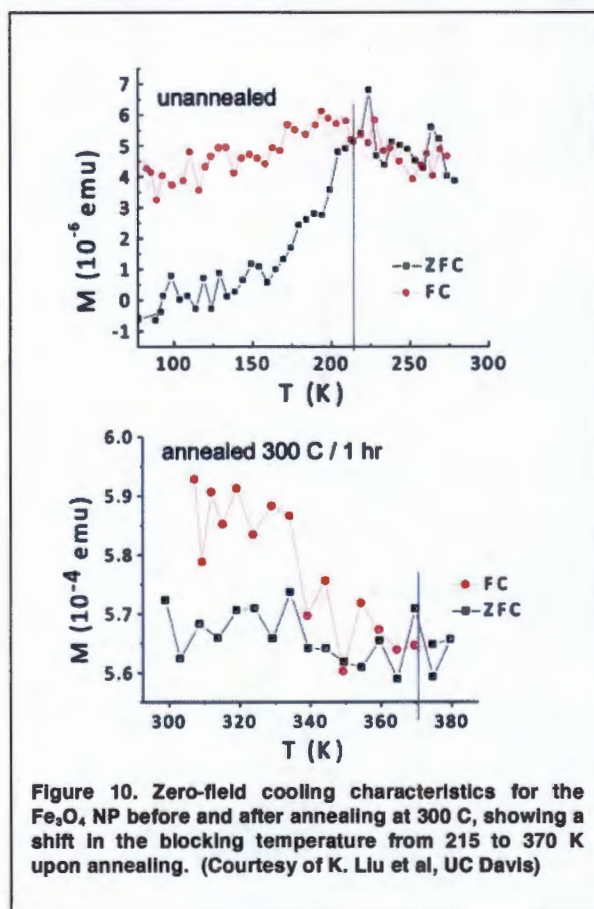 7
6
5
4
3
2
1
0
-1
M (10⁻⁶ emu)
unannealed
ZFC
FC
100 150 200 250 300
T (K)
6.0
5.9
5.8
5.7
5.6
M (10⁻⁴ emu)
annealed 300 C / 1 hr
FC
ZFC
300 320 340 360 380
T (K)
Figure 10. Zero-field cooling characteristics for the
Fe₃O₄ NP before and after annealing at 300 C, showing a
shift in the blocking temperature from 215 to 370 K
upon annealing. (Courtesy of K. Liu et al, UC Davis)